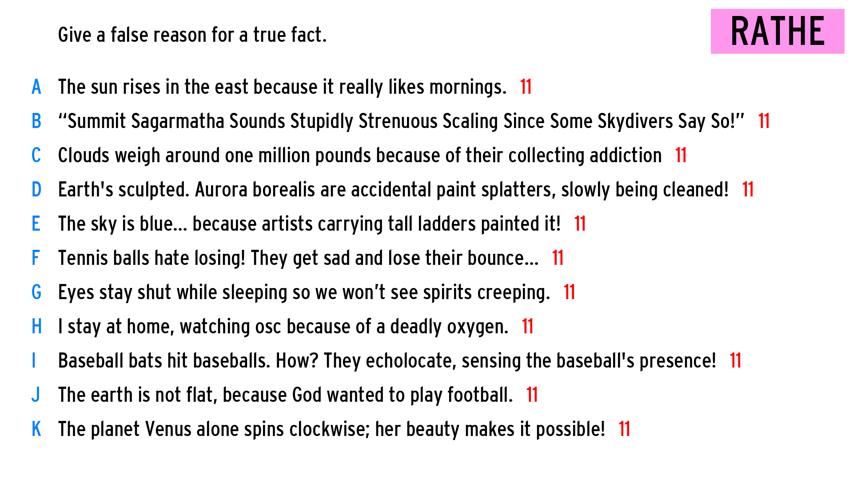 Give a false reason for a true fact.
RATHE
A The sun rises in the east because it really likes mornings. 11
B “Summit Sagarmatha Sounds Stupidly Strenuous Scaling Since Some Skydivers Say So!” 11
C Clouds weigh around one million pounds because of their collecting addiction 11
D Earth's sculpted. Aurora borealis are accidental paint splatters, slowly being cleaned! 11
E The sky is blue... because artists carrying tall ladders painted it! 11
F Tennis balls hate losing! They get sad and lose their bounce... 11
G Eyes stay shut while sleeping so we won’t see spirits creeping. 11
H I stay at home, watching osc because of a deadly oxygen. 11
I Baseball bats hit baseballs. How? They echolocate, sensing the baseball's presence! 11
J The earth is not flat, because God wanted to play football. 11
K The planet Venus alone spins clockwise; her beauty makes it possible! 11